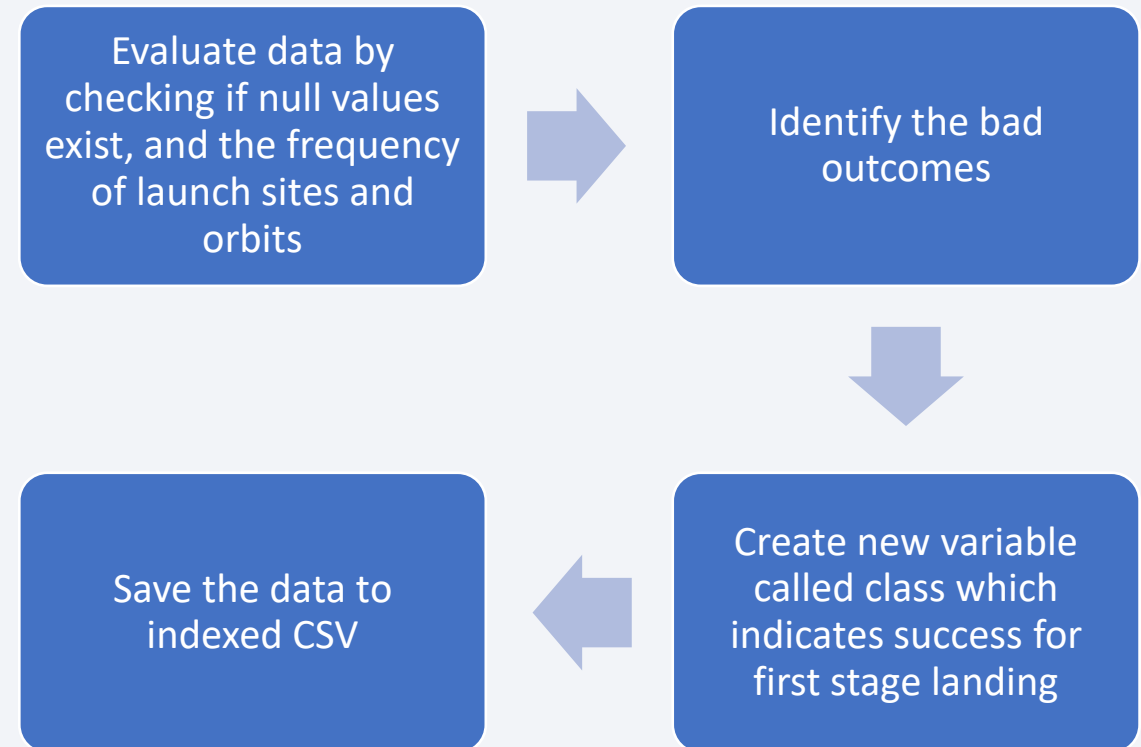 Evaluate data by
checking if null values
exist, and the frequency
of launch sites and
orbits
Identify the bad
outcomes
Create new variable
called class which
indicates success for
first stage landing
Save the data to
indexed CSV